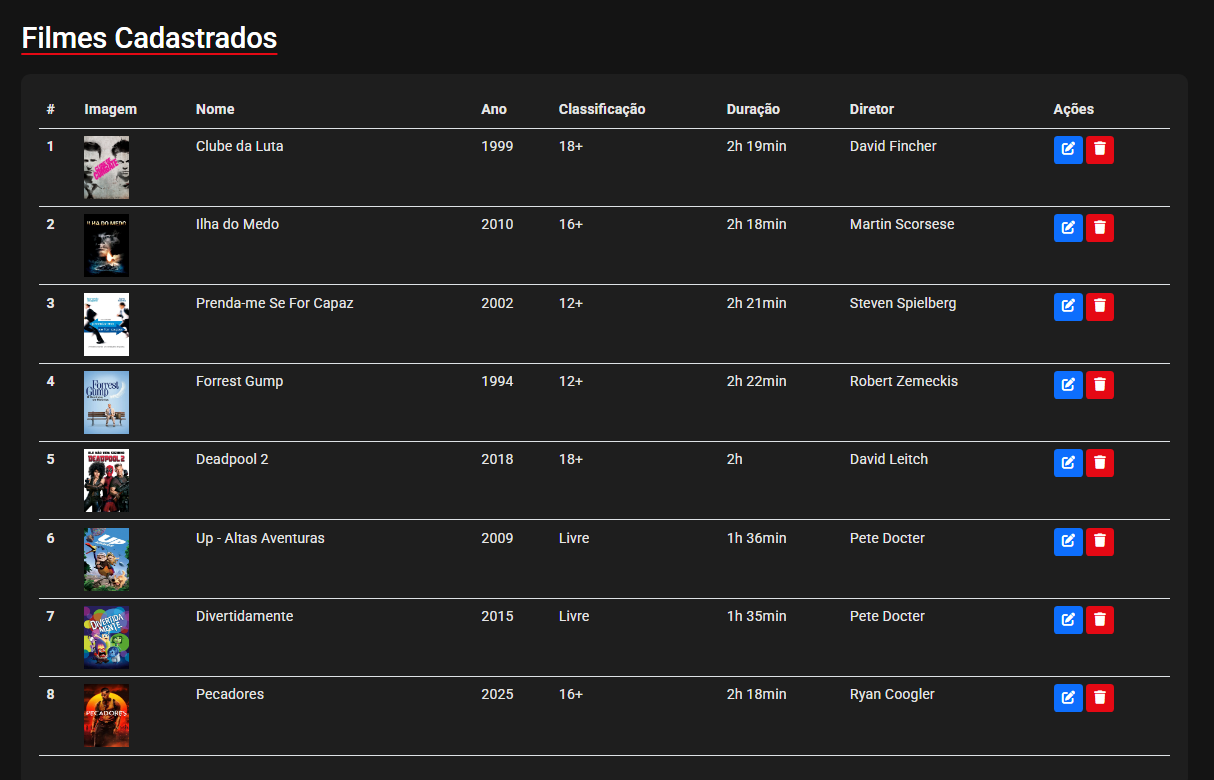 Filmes Cadastrados
# Imagem Nome Ano Classificação Duração Diretor Ações
1 Clube da Luta 1999 18+ 2h 19min David Fincher
2 ILHA DO MEDO Ilha do Medo 2010 16+ 2h 18min Martin Scorsese
3 Prenda-me Se For Capaz 2002 12+ 2h 21min Steven Spielberg
4 Forrest Gump Forrest Gump 1994 12+ 2h 22min Robert Zemeckis
5 DEADPOOL 2 Deadpool 2 2018 18+ 2h David Leitch
6 UP Up - Altas Aventuras 2009 Livre 1h 36min Pete Docter
7 DIVERTIDA MENTE Divertidamente 2015 Livre 1h 35min Pete Docter
8 PECADORES Pecadores 2025 16+ 2h 18min Ryan Coogler